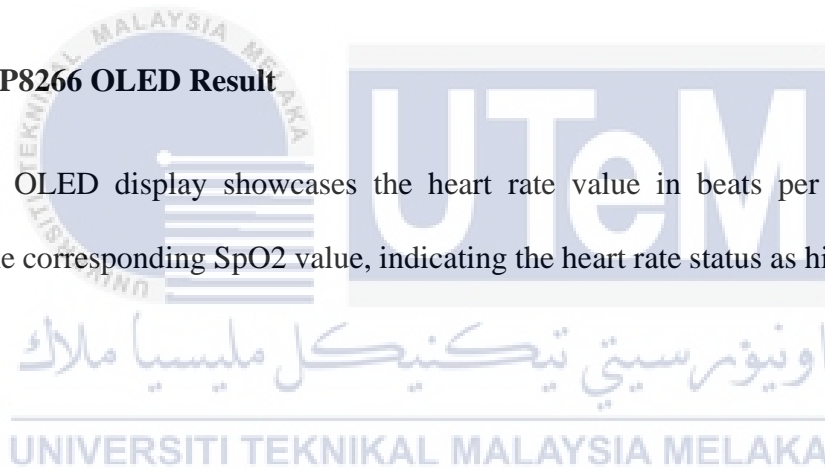 MALAYSIA MELAKA
P8266 OLED Result
OLED display showcases the heart rate value in beats per
e corresponding SpO2 value, indicating the heart rate status as hi
UTeM
اونيۏرسيتي تيكنيكل مليسيا ملاك
UNIVERSITI TEKNIKAL MALAYSIA MELAKA